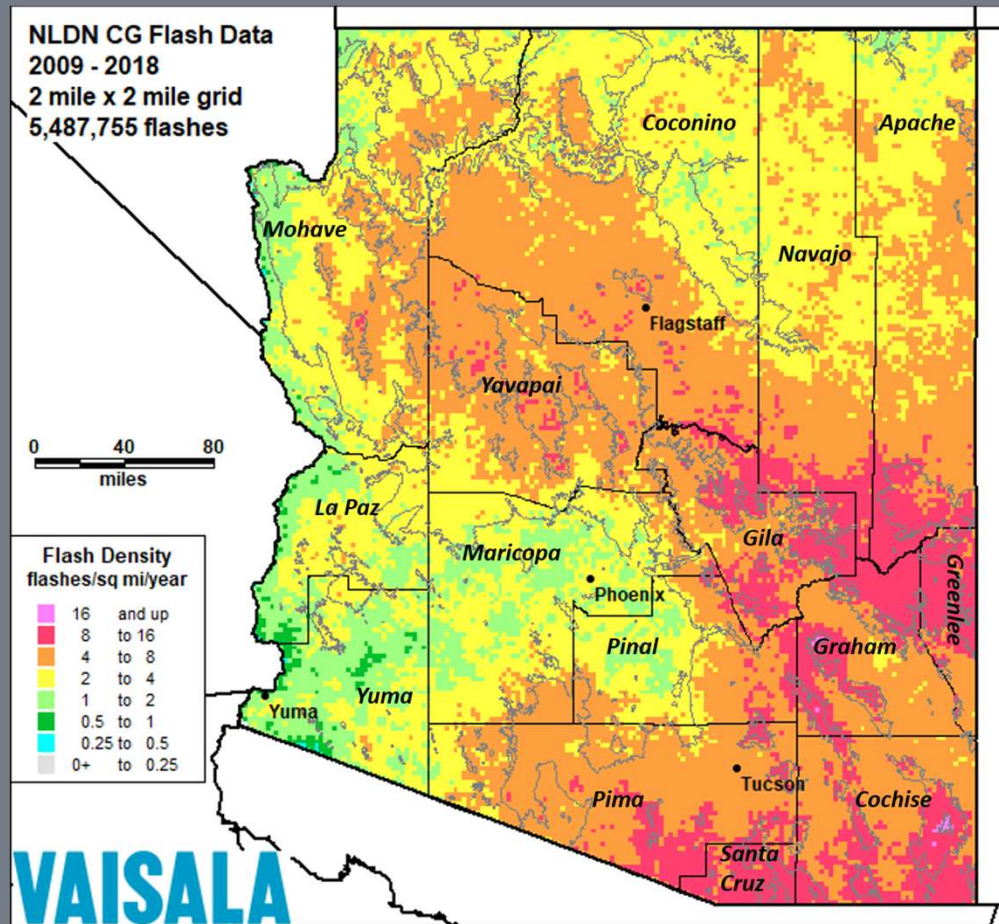 NLDN CG Flash Data
2009 - 2018
2 mile x 2 mile grid
5,487,755 flashes
Coconino
Apache
Mohave
Navajo
Flagstaff
Yavapai
0 40 80
miles
La Paz
Maricopa
Gila
Greenlee
Phoenix
Pinal
Graham
Yuma
Yuma
Tucson
Pima
Cochise
Santa
Cruz
Flash Density
flashes/sq mi/year
16 and up
8 to 16
4 to 8
2 to 4
1 to 2
0.5 to 1
0.25 to 0.5
0+ to 0.25
VAISALA